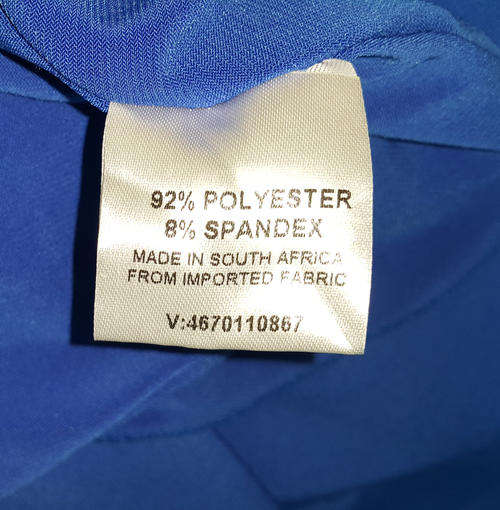 92% POLYESTER
8% SPANDEX
MADE IN SOUTH AFRICA
FROM IMPORTED FABRIC
V:4670110867